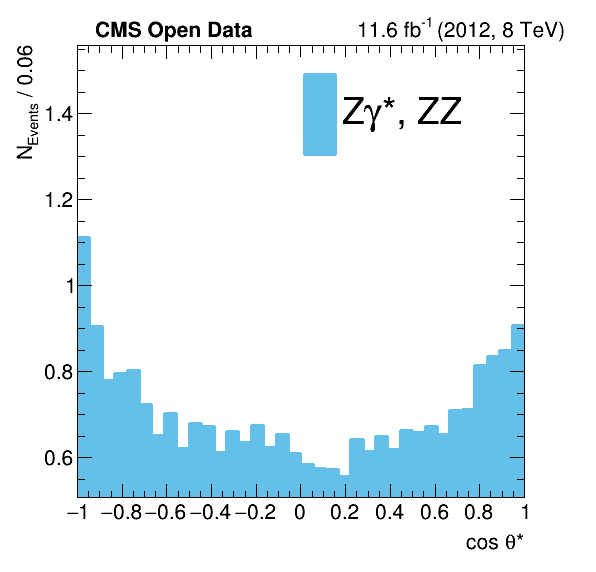 CMS Open Data 11.6 fb⁻¹ (2012, 8 TeV)
N_Events / 0.06
Zγ*, ZZ
1.4
1.2
1
0.8
0.6
−1 −0.8 −0.6 −0.4 −0.2 0 0.2 0.4 0.6 0.8 1
cos θ*